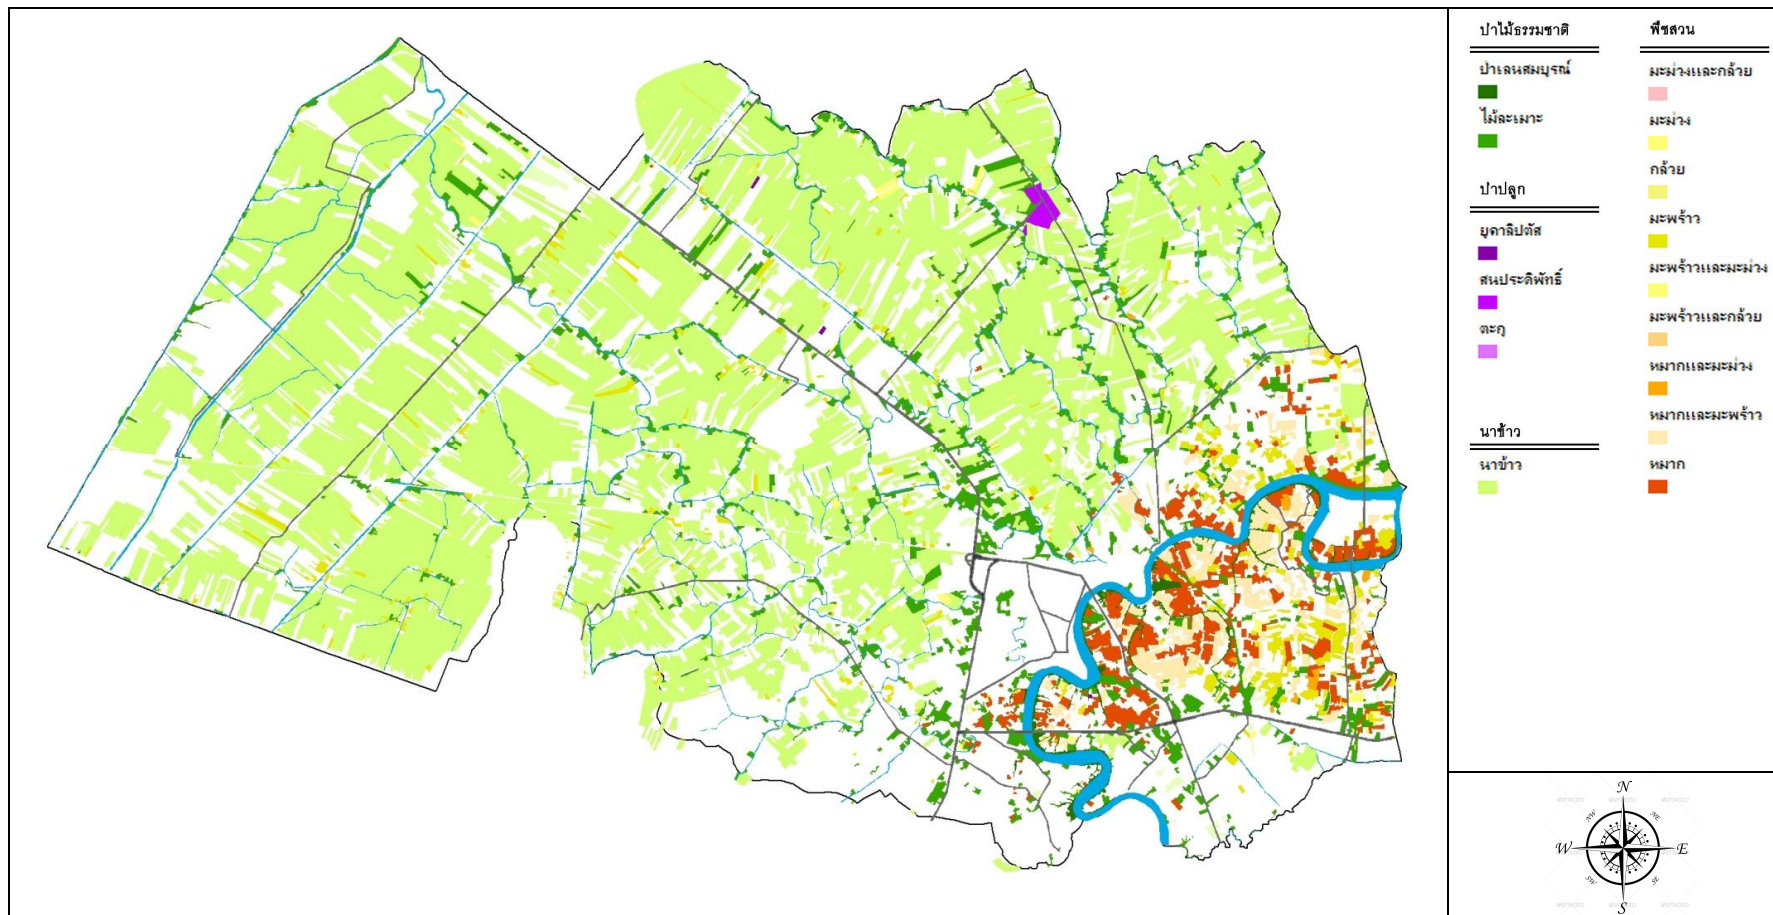 ป่าไม้ธรรมชาติ
ป่าเลนสมบูรณ์
ไม้ละเมาะ
ป่าปลูก
ยูคาลิปตัส
สนประดิพัทธิ์
ตะกู
นาข้าว
นาข้าว
พืชสวน
มะม่วงและกล้วย
มะม่วง
กล้วย
มะพร้าว
มะพร้าวและมะม่วง
มะพร้าวและกล้วย
หมากและมะม่วง
หมากและมะพร้าว
หมาก
N
NW NE
W E
SW SE
S